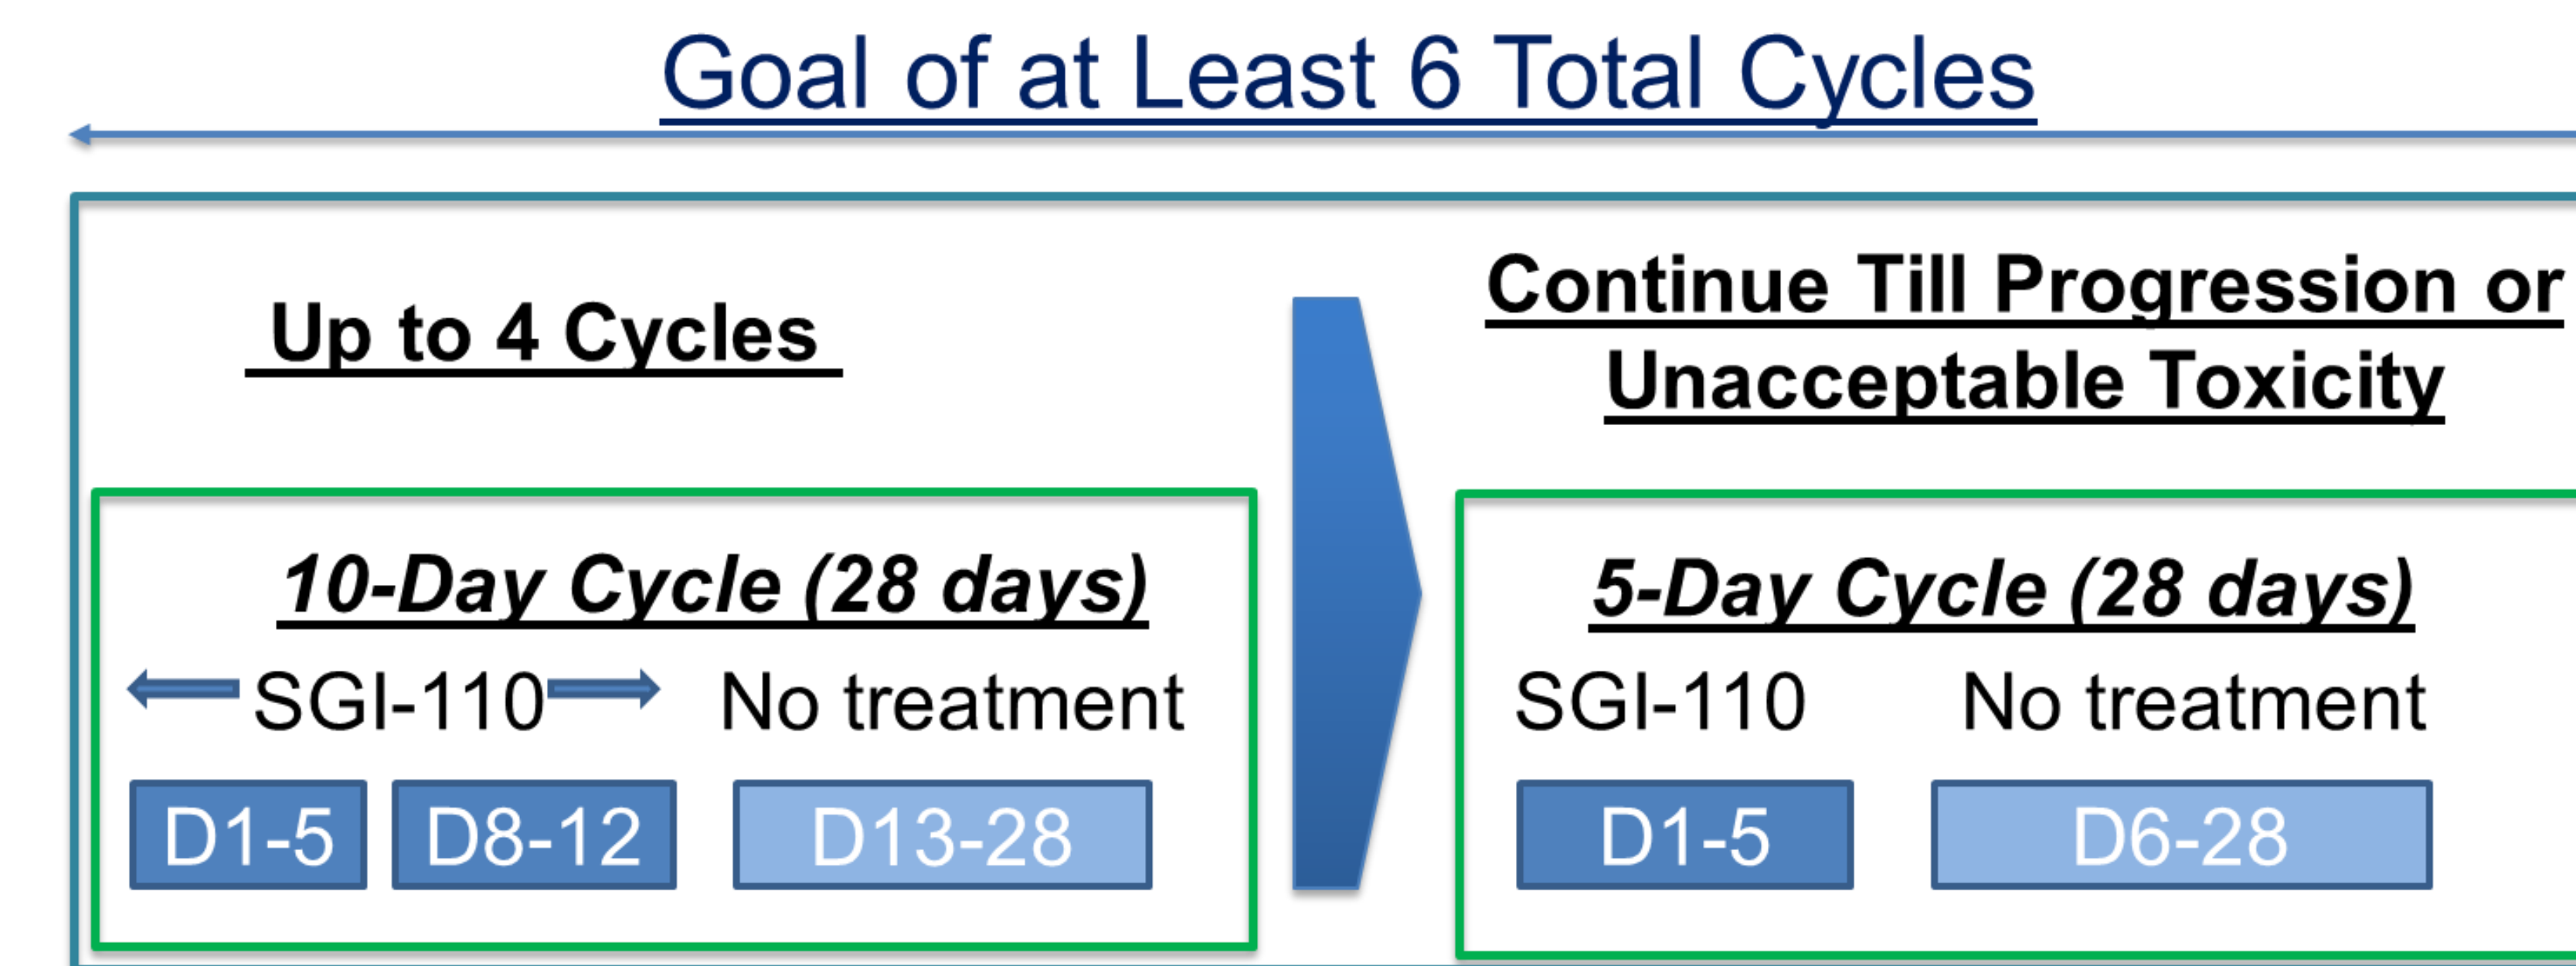 Goal of at Least 6 Total Cycles
Up to 4 Cycles
10-Day Cycle (28 days)
SGI-110 No treatment
D1-5 D8-12 D13-28
Continue Till Progression or
Unacceptable Toxicity
5-Day Cycle (28 days)
SGI-110 No treatment
D1-5 D6-28